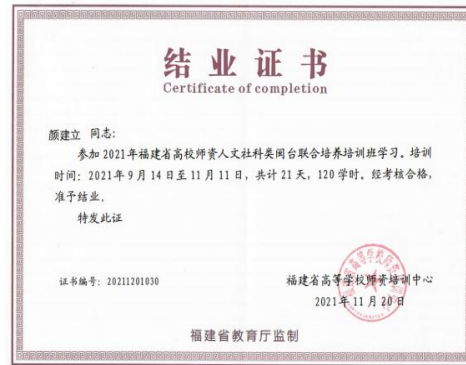 结业证书
Certificate of completion
颜建立 同志：
参加 2021年福建省高校师资人文社科类闽台联合培养培训班学习。培训
时间：2021年9月14日至11月11日，共计21天，120学时。经考核合格，
准予结业。
特发此证
证书编号：20211201030
福建省高等学校师资培训中心
2021年11月20日
福建省教育厅监制